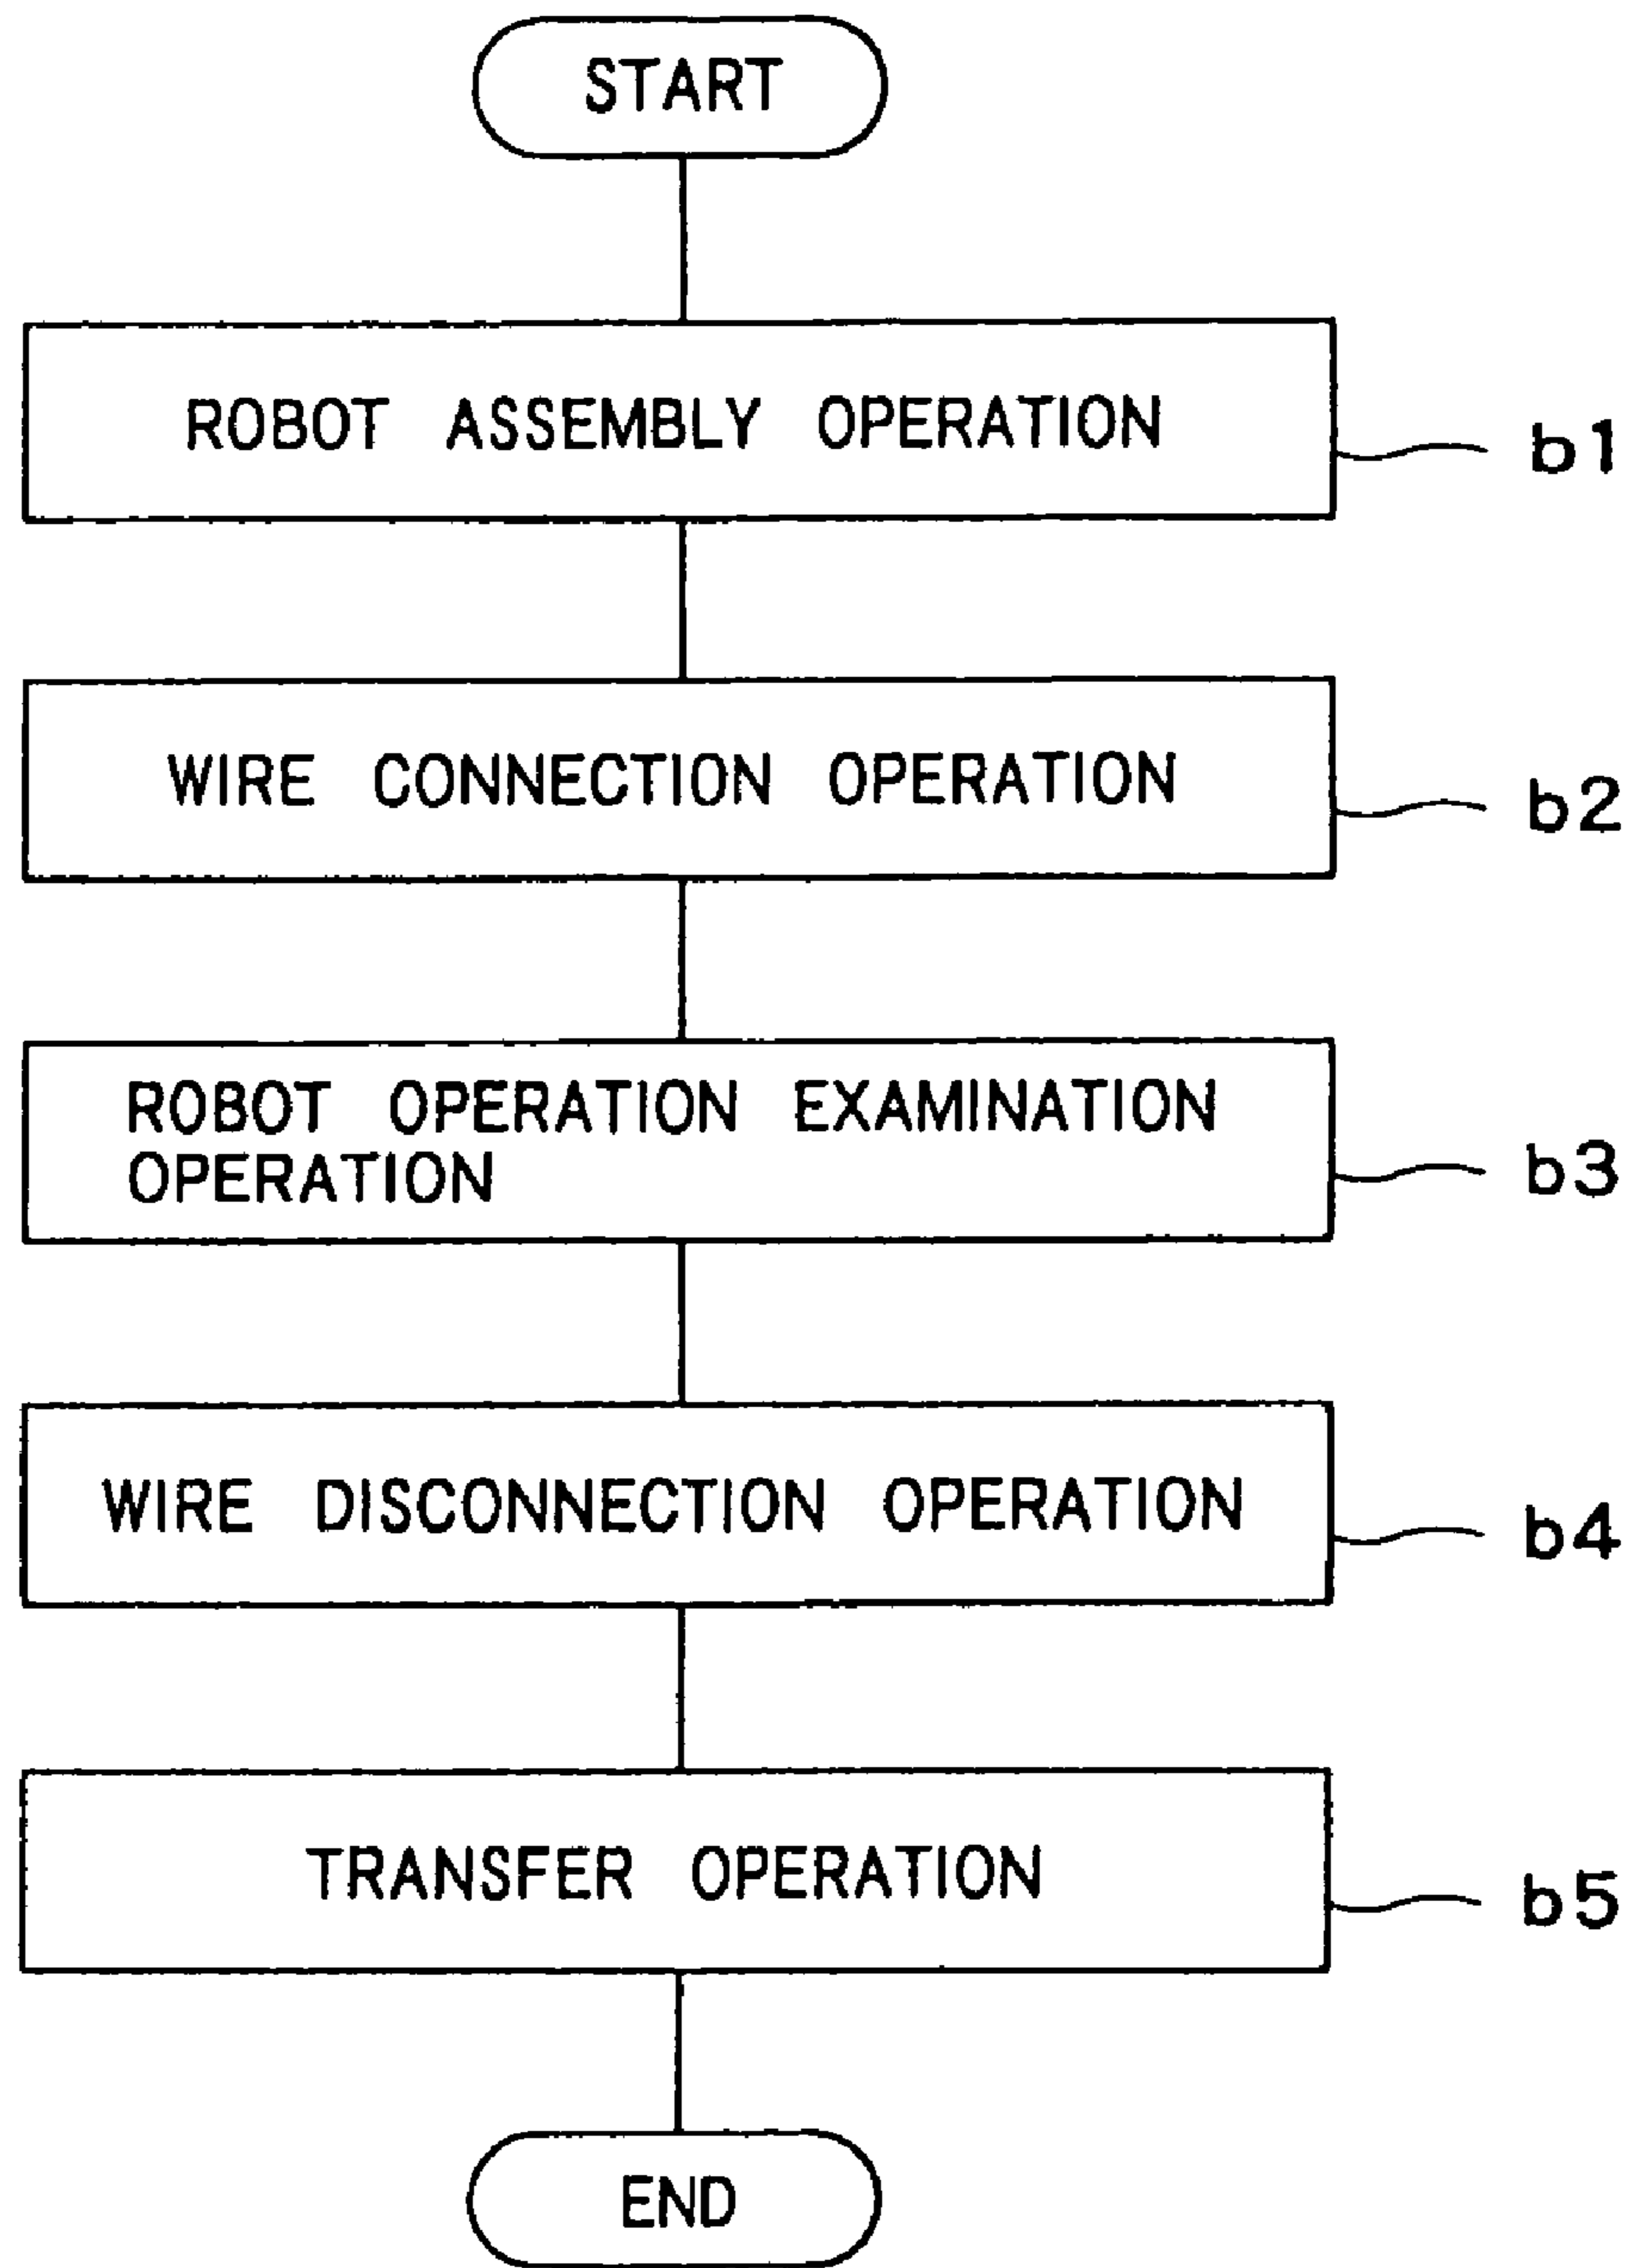 START
ROBOT ASSEMBLY OPERATION
b1
WIRE CONNECTION OPERATION
b2
ROBOT OPERATION EXAMINATION
OPERATION
b3
WIRE DISCONNECTION OPERATION
b4
TRANSFER OPERATION
b5
END